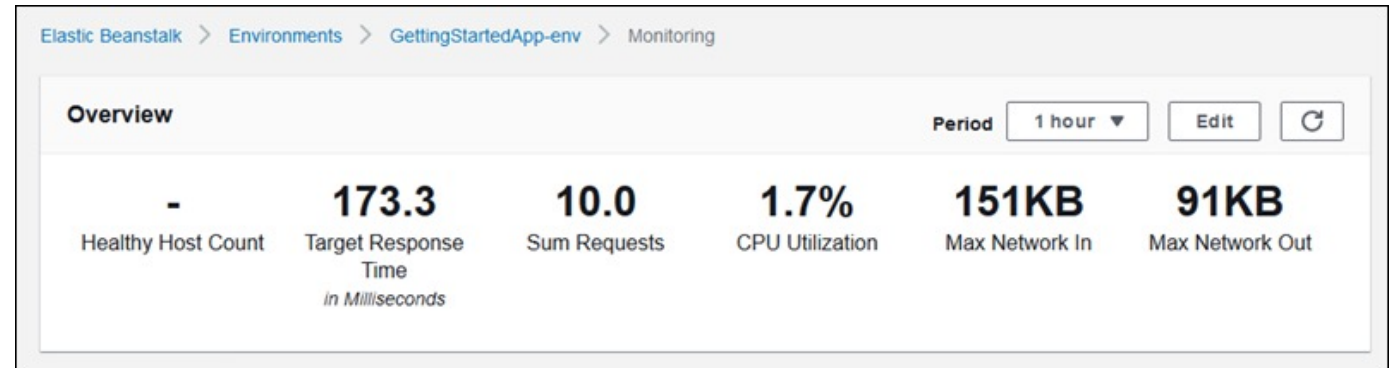 Elastic Beanstalk > Environments > GettingStartedApp-env > Monitoring
Overview
Period 1 hour ▼ Edit
- 173.3 10.0 1.7% 151KB 91KB
Healthy Host Count Target Response Sum Requests CPU Utilization Max Network In Max Network Out
Time
in Milliseconds